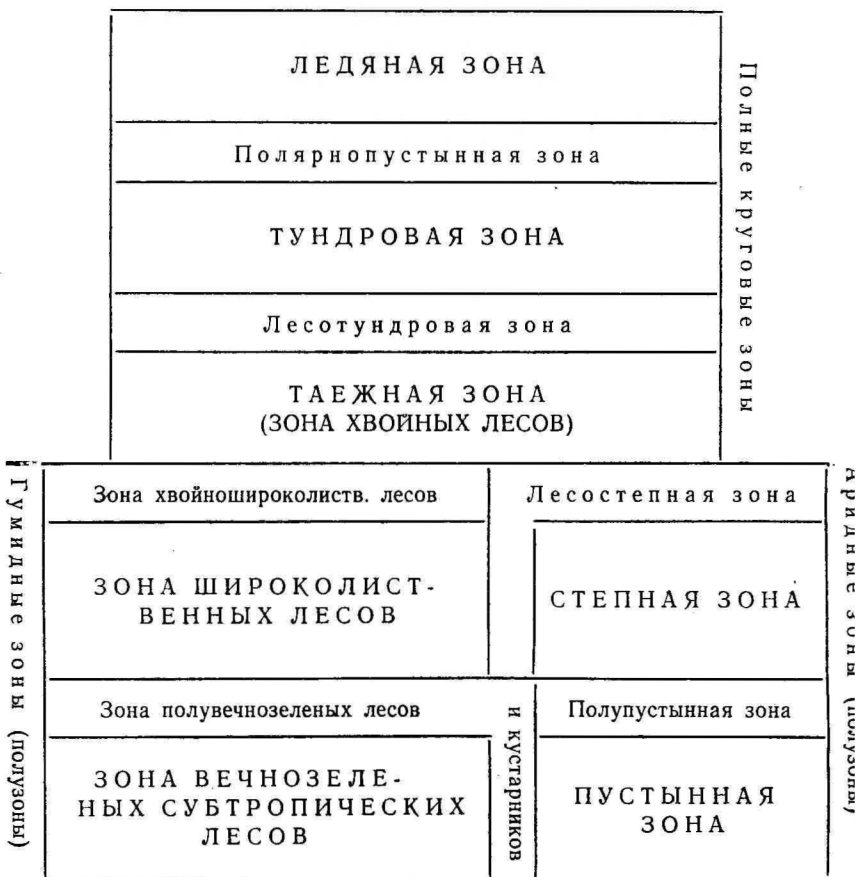 ЛЕДЯНАЯ ЗОНА
Полярнопустынная зона
ТУНДРОВАЯ ЗОНА
Лесотундровая зона
ТАЕЖНАЯ ЗОНА
(ЗОНА ХВОЙНЫХ ЛЕСОВ)
Полные круговые зоны
Гумидные зоны (полузоны)
Зона хвойношироколиств. лесов
Лесостепная зона
ЗОНА ШИРОКОЛИСТ-
ВЕННЫХ ЛЕСОВ
СТЕПНАЯ ЗОНА
Зона полувечнозеленых лесов
и кустарников
Полупустынная зона
ЗОНА ВЕЧНОЗЕЛЕ-
НЫХ СУБТРОПИЧЕСКИХ
ЛЕСОВ
ПУСТЫННАЯ
ЗОНА
Аридные зоны (полузоны)